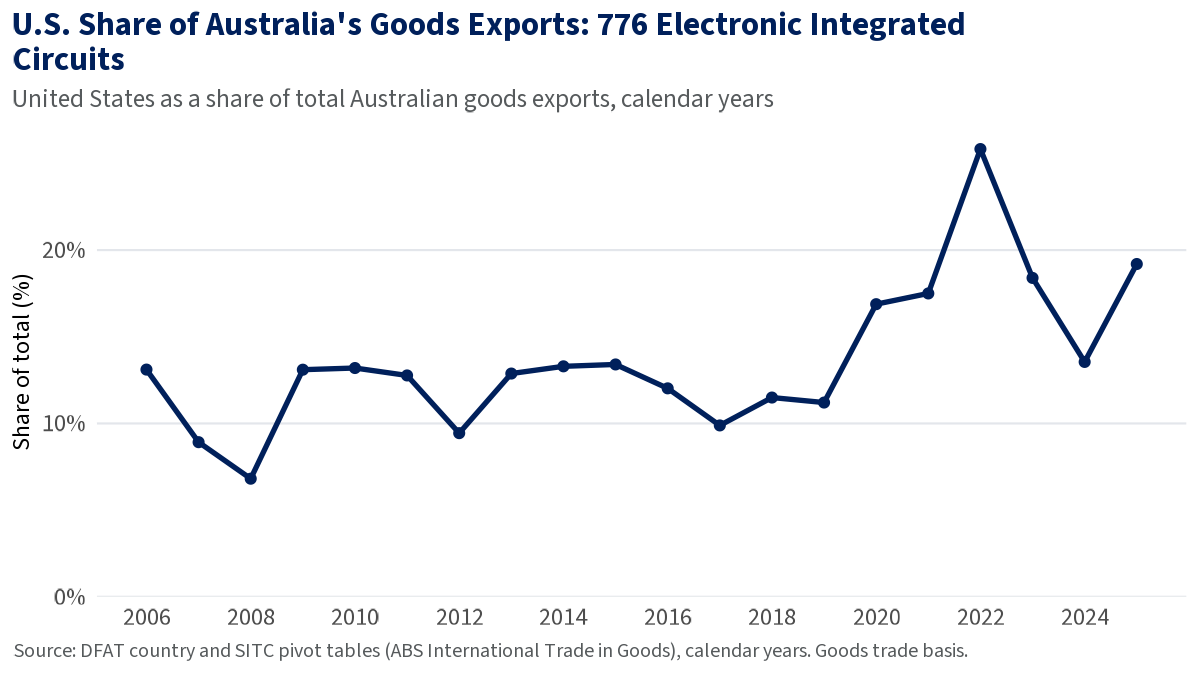 U.S. Share of Australia's Goods Exports: 776 Electronic Integrated
Circuits
United States as a share of total Australian goods exports, calendar years
Share of total (%)
20%
10%
0%
2006 2008 2010 2012 2014 2016 2018 2020 2022 2024
Source: DFAT country and SITC pivot tables (ABS International Trade in Goods), calendar years. Goods trade basis.